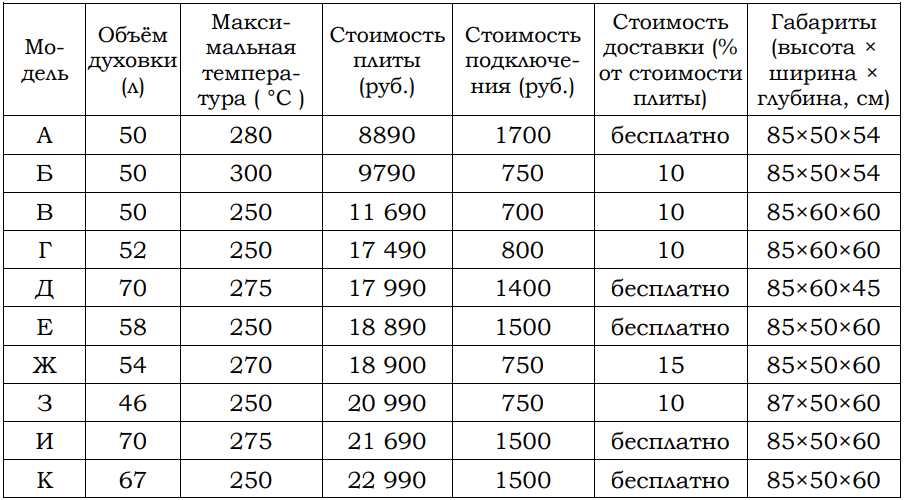 Мо-
дель
Объём
духовки
(л)
Макси-
мальная
темпера-
тура ( °С )
Стоимость
плиты
(руб.)
Стоимость
подключе-
ния (руб.)
Стоимость
доставки (%
от стоимости
плиты)
Габариты
(высота ×
ширина ×
глубина, см)
А 50 280 8890 1700 бесплатно 85×50×54
Б 50 300 9790 750 10 85×50×54
В 50 250 11 690 700 10 85×60×60
Г 52 250 17 490 800 10 85×60×60
Д 70 275 17 990 1400 бесплатно 85×60×45
Е 58 250 18 890 1500 бесплатно 85×50×60
Ж 54 270 18 900 750 15 85×50×60
З 46 250 20 990 750 10 87×50×60
И 70 275 21 690 1500 бесплатно 85×50×60
К 67 250 22 990 1500 бесплатно 85×50×60